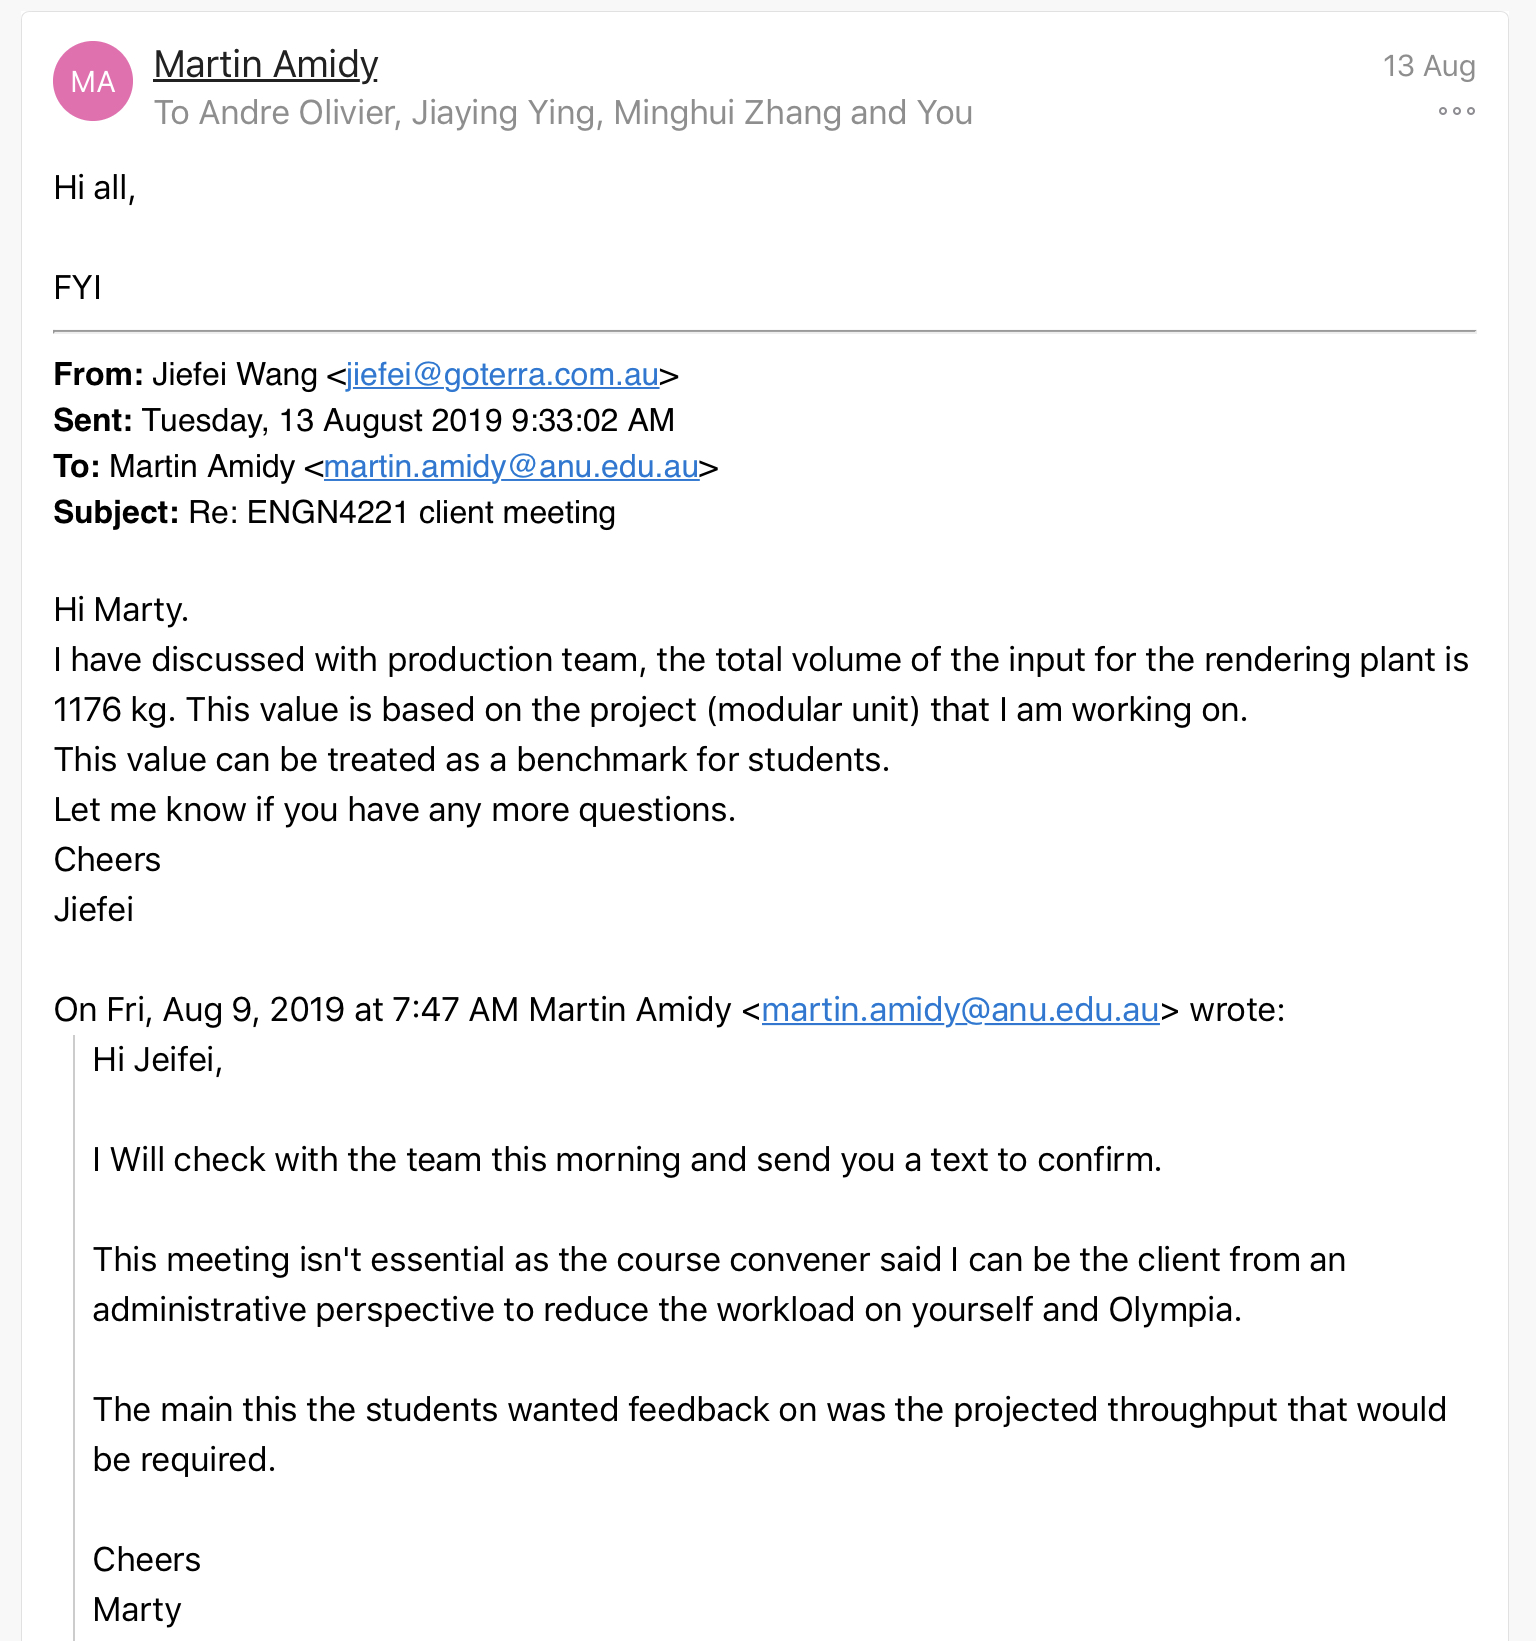 MA
Martin Amidy
13 Aug
To Andre Olivier, Jiaying Ying, Minghui Zhang and You
Hi all,
FYI
From: Jiefei Wang <jiefei@goterra.com.au>
Sent: Tuesday, 13 August 2019 9:33:02 AM
To: Martin Amidy <martin.amidy@anu.edu.au>
Subject: Re: ENGN4221 client meeting
Hi Marty.
I have discussed with production team, the total volume of the input for the rendering plant is
1176 kg. This value is based on the project (modular unit) that I am working on.
This value can be treated as a benchmark for students.
Let me know if you have any more questions.
Cheers
Jiefei
On Fri, Aug 9, 2019 at 7:47 AM Martin Amidy <martin.amidy@anu.edu.au> wrote:
Hi Jeifei,
I Will check with the team this morning and send you a text to confirm.
This meeting isn't essential as the course convener said I can be the client from an
administrative perspective to reduce the workload on yourself and Olympia.
The main this the students wanted feedback on was the projected throughput that would
be required.
Cheers
Marty